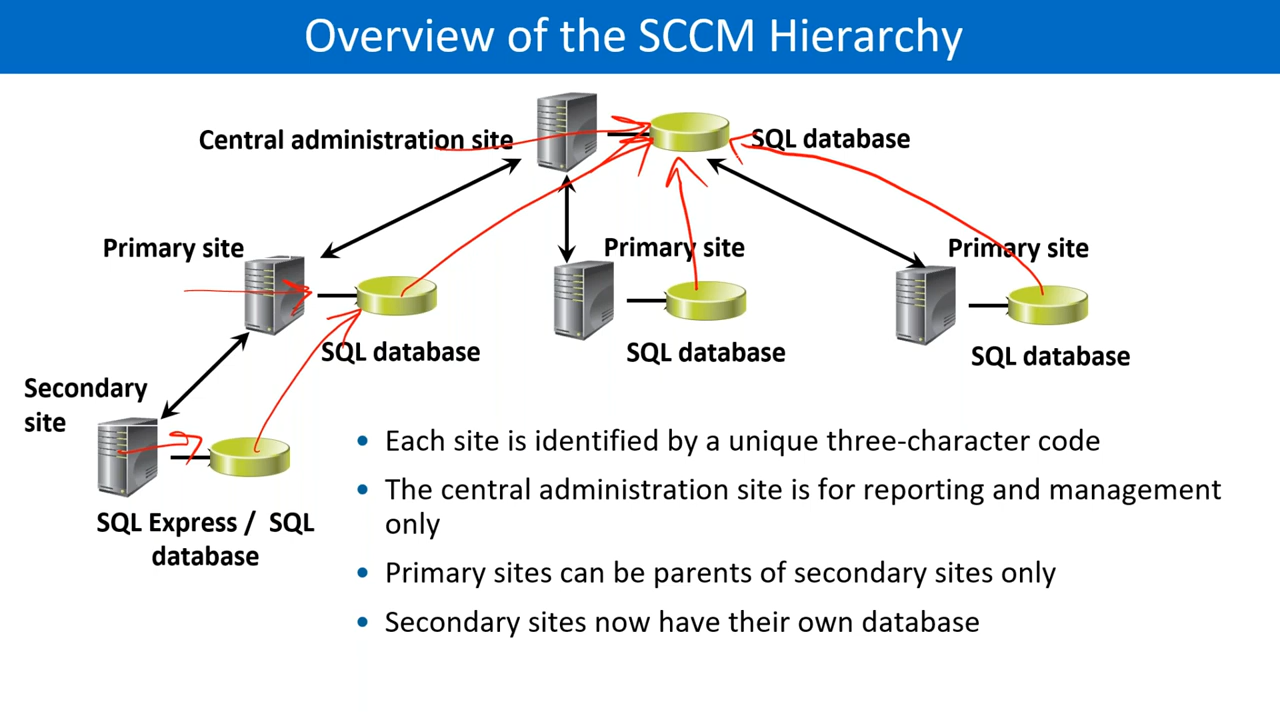 Overview of the SCCM Hierarchy
Central administration site
SQL database
Primary site
Primary site
Primary site
SQL database
SQL database
SQL database
Secondary
site
SQL Express / SQL
database
• Each site is identified by a unique three-character code
• The central administration site is for reporting and management
only
• Primary sites can be parents of secondary sites only
• Secondary sites now have their own database